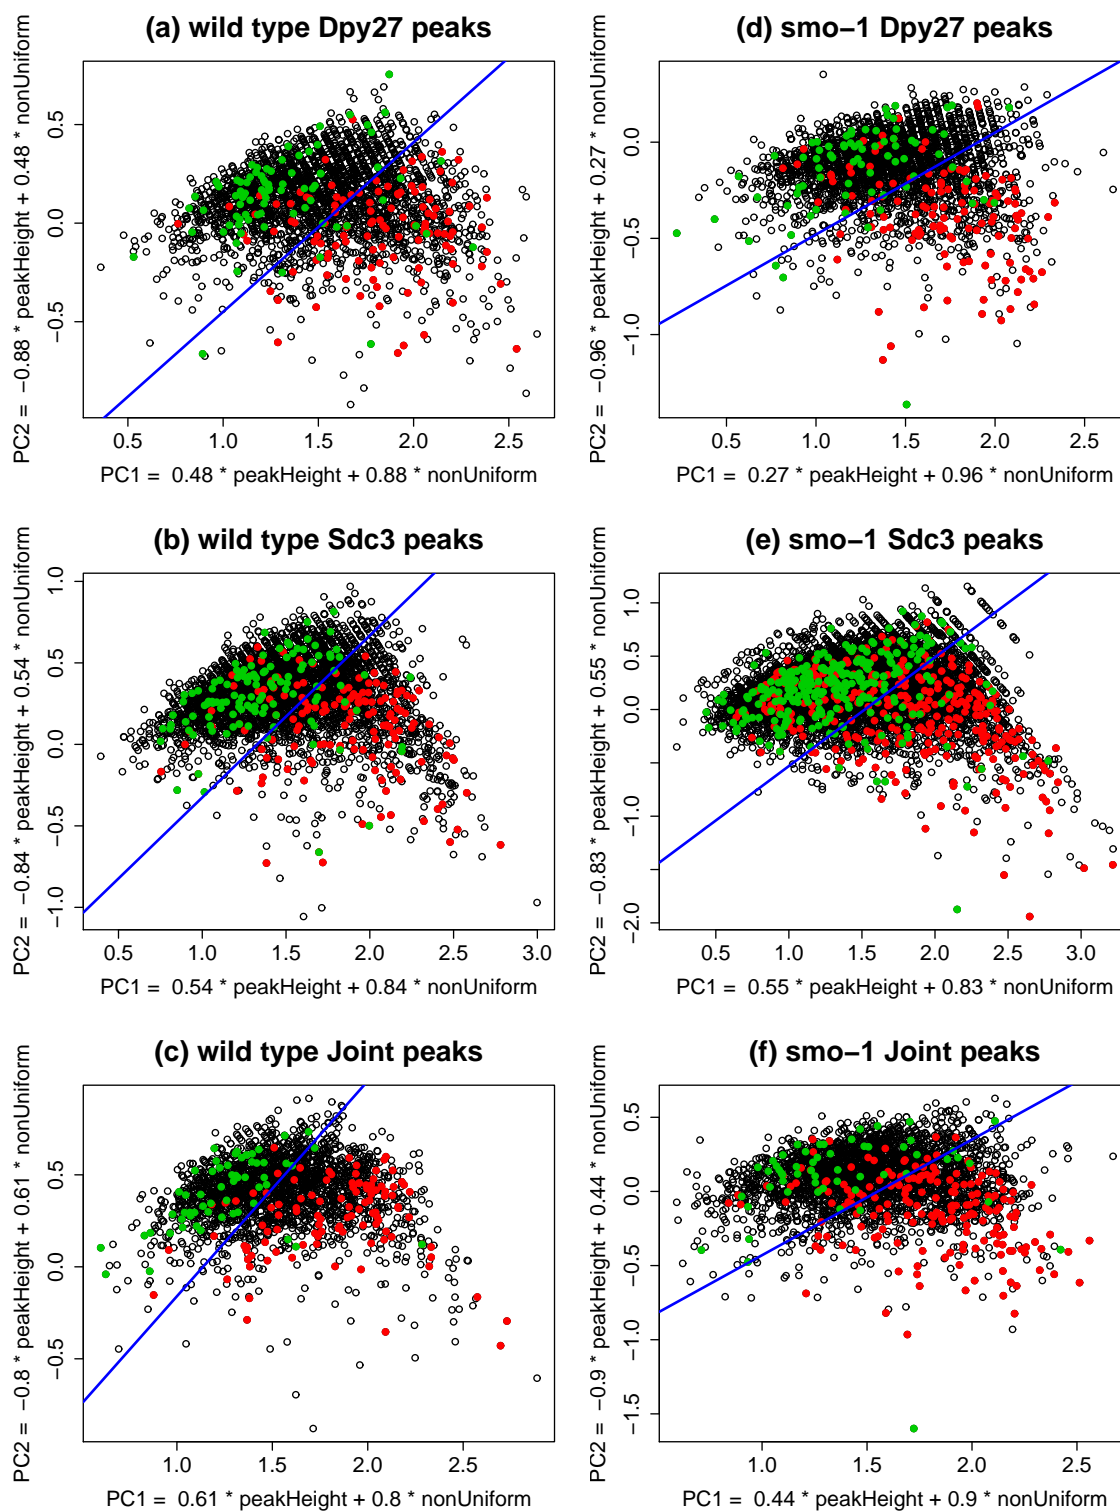 (a) wild type Dpy27 peaks
PC2 = −0.88 * peakHeight + 0.48 * nonUniform
0.5
0.0
−0.5
0.5 1.0 1.5 2.0 2.5
PC1 = 0.48 * peakHeight + 0.88 * nonUniform
(d) smo−1 Dpy27 peaks
PC2 = −0.96 * peakHeight + 0.27 * nonUniform
0.0
−0.5
−1.0
0.5 1.0 1.5 2.0 2.5
PC1 = 0.27 * peakHeight + 0.96 * nonUniform
(b) wild type Sdc3 peaks
PC2 = −0.84 * peakHeight + 0.54 * nonUniform
1.0
0.5
0.0
−0.5
−1.0
0.5 1.0 1.5 2.0 2.5 3.0
PC1 = 0.54 * peakHeight + 0.84 * nonUniform
(e) smo−1 Sdc3 peaks
PC2 = −0.83 * peakHeight + 0.55 * nonUniform
1.0
0.0
−1.0
−2.0
0.5 1.0 1.5 2.0 2.5 3.0
PC1 = 0.55 * peakHeight + 0.83 * nonUniform
(c) wild type Joint peaks
PC2 = −0.8 * peakHeight + 0.61 * nonUniform
0.5
0.0
−0.5
1.0 1.5 2.0 2.5
PC1 = 0.61 * peakHeight + 0.8 * nonUniform
(f) smo−1 Joint peaks
PC2 = −0.9 * peakHeight + 0.44 * nonUniform
0.5
0.0
−0.5
−1.0
−1.5
1.0 1.5 2.0 2.5
PC1 = 0.44 * peakHeight + 0.9 * nonUniform